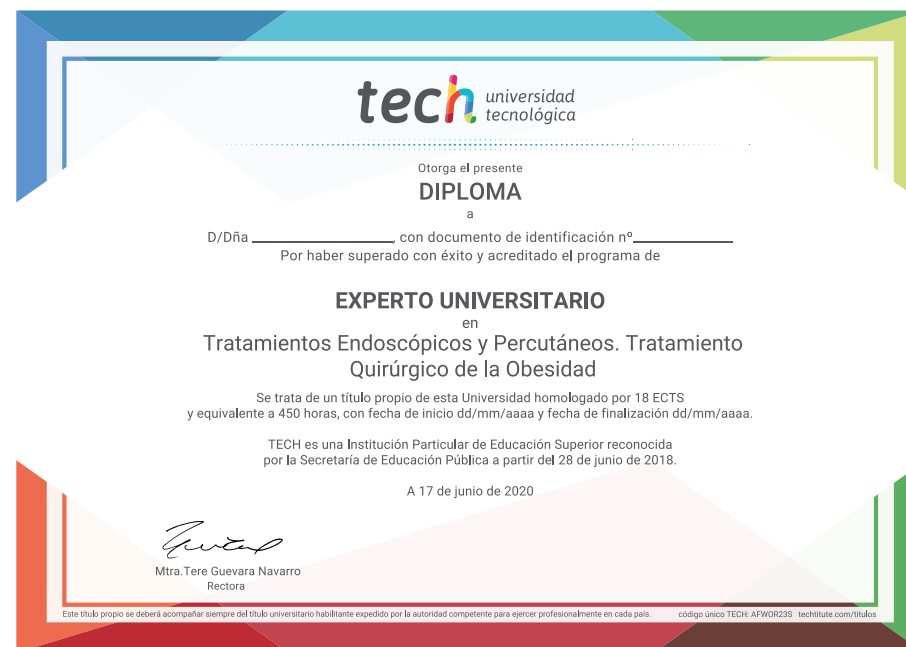 tech universidad
tecnológica
Otorga el presente
DIPLOMA
a
D/Dña ____________________, con documento de identificación nº______________
Por haber superado con éxito y acreditado el programa de
EXPERTO UNIVERSITARIO
en
Tratamientos Endoscópicos y Percutáneos. Tratamiento
Quirúrgico de la Obesidad
Se trata de un título propio de esta Universidad homologado por 18 ECTS
y equivalente a 450 horas, con fecha de inicio dd/mm/aaaa y fecha de finalización dd/mm/aaaa.
TECH es una Institución Particular de Educación Superior reconocida
por la Secretaría de Educación Pública a partir del 28 de junio de 2018.
A 17 de junio de 2020
Mtra.Tere Guevara Navarro
Rectora
Este título propio se deberá acompañar siempre del título universitario habilitante expedido por la autoridad competente para ejercer profesionalmente en cada país. código único TECH: AFWOR23S techtitute.com/titulos